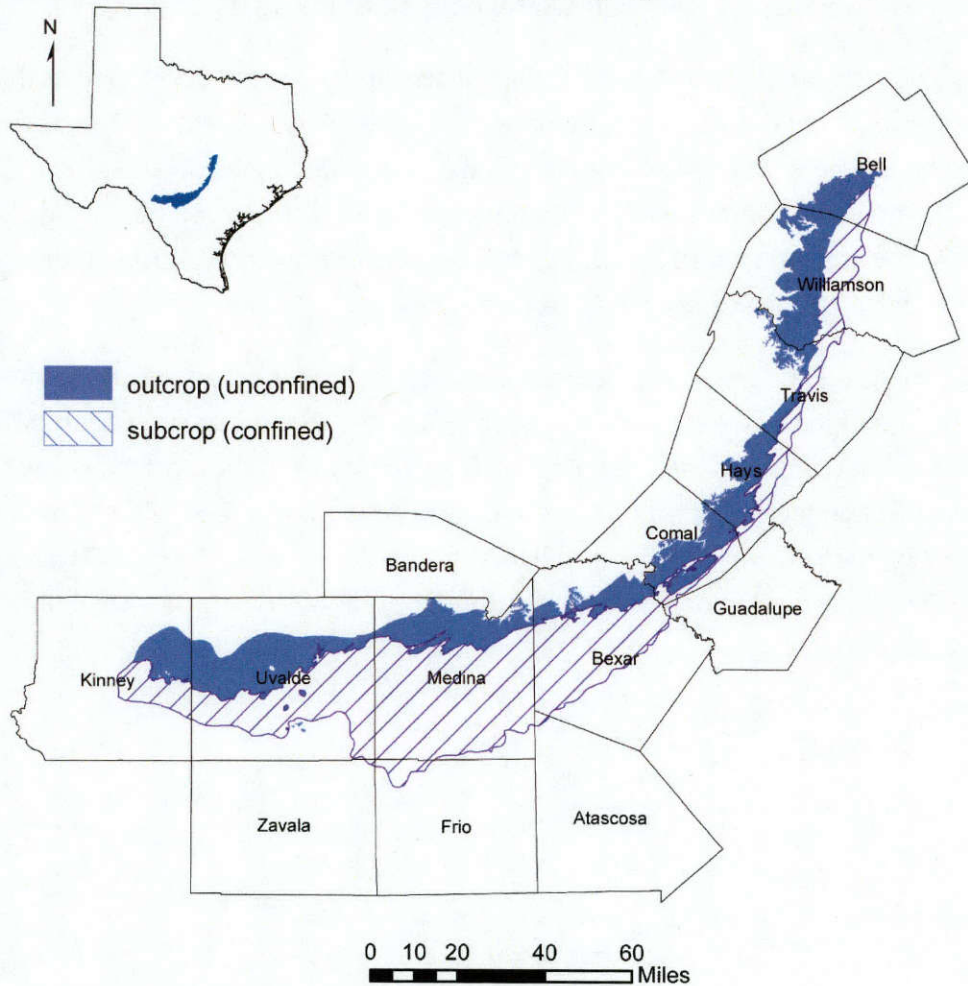 N
Bell
Williamson
outcrop (unconfined)
subcrop (confined)
Travis
Hays
Comal
Bandera
Guadalupe
Kinney
Uvalde
Medina
Bexar
Zavala
Frio
Atascosa
0 10 20 40 60
Miles